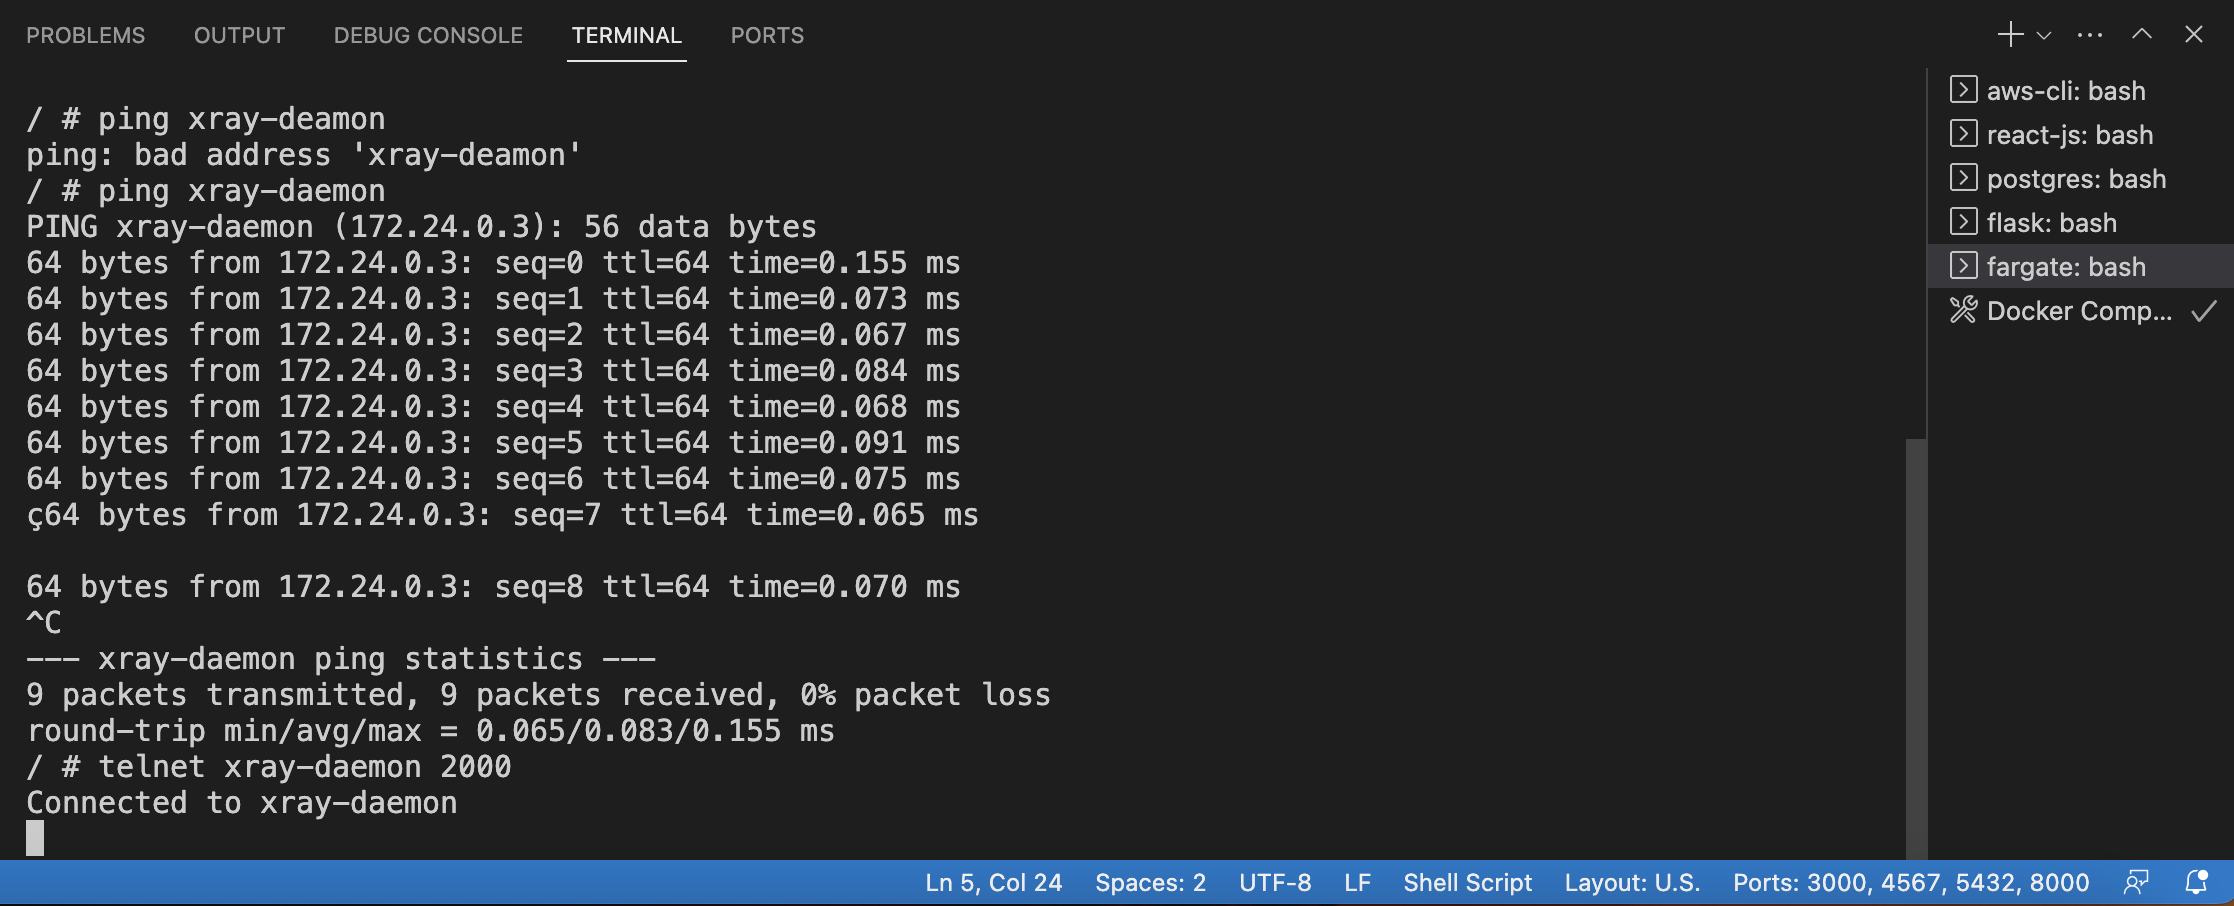 PROBLEMS OUTPUT DEBUG CONSOLE TERMINAL PORTS
/ # ping xray-deamon
ping: bad address 'xray-deamon'
/ # ping xray-daemon
PING xray-daemon (172.24.0.3): 56 data bytes
64 bytes from 172.24.0.3: seq=0 ttl=64 time=0.155 ms
64 bytes from 172.24.0.3: seq=1 ttl=64 time=0.073 ms
64 bytes from 172.24.0.3: seq=2 ttl=64 time=0.067 ms
64 bytes from 172.24.0.3: seq=3 ttl=64 time=0.084 ms
64 bytes from 172.24.0.3: seq=4 ttl=64 time=0.068 ms
64 bytes from 172.24.0.3: seq=5 ttl=64 time=0.091 ms
64 bytes from 172.24.0.3: seq=6 ttl=64 time=0.075 ms
ç64 bytes from 172.24.0.3: seq=7 ttl=64 time=0.065 ms
64 bytes from 172.24.0.3: seq=8 ttl=64 time=0.070 ms
^C
--- xray-daemon ping statistics ---
9 packets transmitted, 9 packets received, 0% packet loss
round-trip min/avg/max = 0.065/0.083/0.155 ms
/ # telnet xray-daemon 2000
Connected to xray-daemon
aws-cli: bash
react-js: bash
postgres: bash
flask: bash
fargate: bash
Docker Comp...
Ln 5, Col 24 Spaces: 2 UTF-8 LF Shell Script Layout: U.S. Ports: 3000, 4567, 5432, 8000